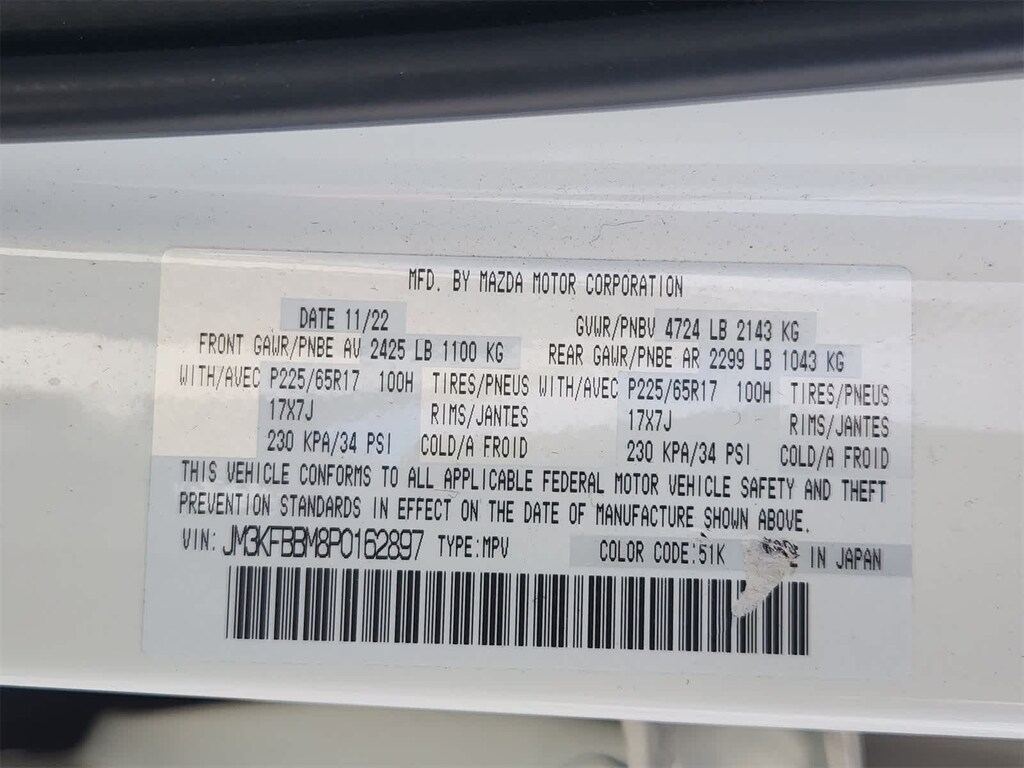 MFD. BY MAZDA MOTOR CORPORATION
DATE 11/22 GVWR/PNBV 4724 LB 2143 KG
FRONT GAWR/PNBE AV 2425 LB 1100 KG REAR GAWR/PNBE AR 2299 LB 1043 KG
WITH/AVEC P225/65R17 100H TIRES/PNEUS WITH/AVEC P225/65R17 100H TIRES/PNEUS
17X7J RIMS/JANTES 17X7J RIMS/JANTES
230 KPA/34 PSI COLD/A FROID 230 KPA/34 PSI COLD/A FROID
THIS VEHICLE CONFORMS TO ALL APPLICABLE FEDERAL MOTOR VEHICLE SAFETY AND THEFT
PREVENTION STANDARDS IN EFFECT ON THE DATE OF MANUFACTURE SHOWN ABOVE.
VIN: JM3KFBBM8P0162897 TYPE:MPV COLOR CODE:51K IN JAPAN